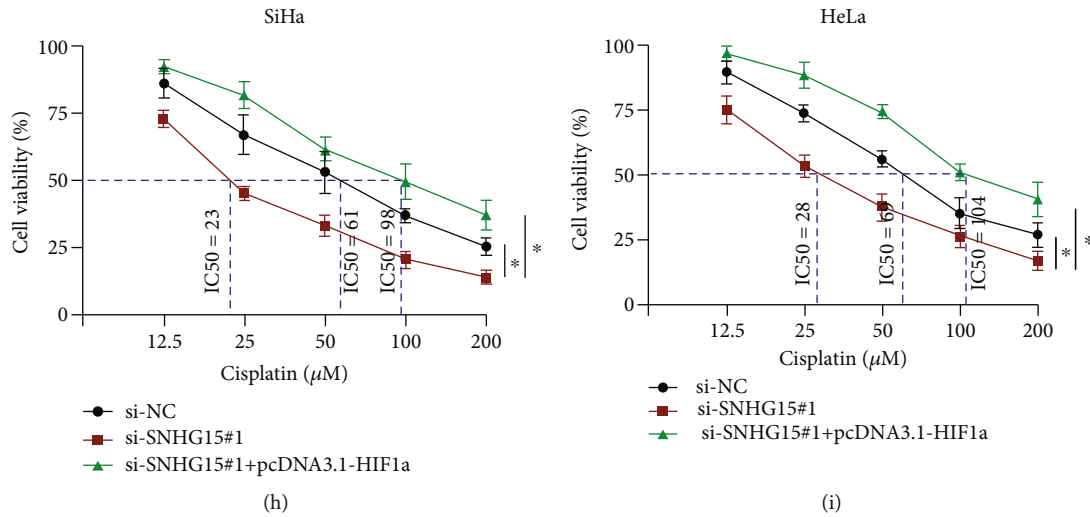 SiHa
Cell viability (%)
100
75
50
25
0
IC50 = 23
IC50 = 61
IC50 = 98
*
*
12.5 25 50 100 200
Cisplatin (μM)
si-NC
si-SNHG15#1
si-SNHG15#1+pcDNA3.1-HIF1a
(h)
HeLa
Cell viability (%)
100
75
50
25
0
IC50 = 28
IC50 = 69
IC50 = 104
*
*
12.5 25 50 100 200
Cisplatin (μM)
si-NC
si-SNHG15#1
si-SNHG15#1+pcDNA3.1-HIF1a
(i)